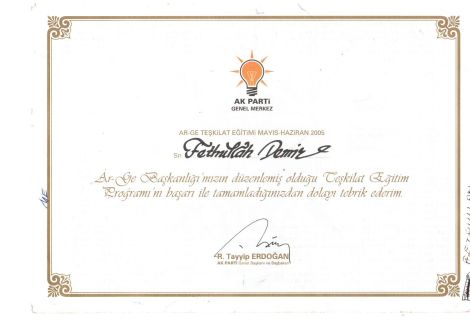 AK PARTİ
GENEL MERKEZ
AR-GE TEŞKİLAT EĞİTİMİ MAYIS-HAZİRAN 2005
Sn. Fethullah Demir
Ar-Ge Başkanlığı'mızın düzenlemiş olduğu Teşkilat Eğitim
Programı'nı başarı ile tamamladığınızdan dolayı tebrik ederim.
R. Tayyip ERDOĞAN
AK PARTİ Genel Başkanı ve Başbakan